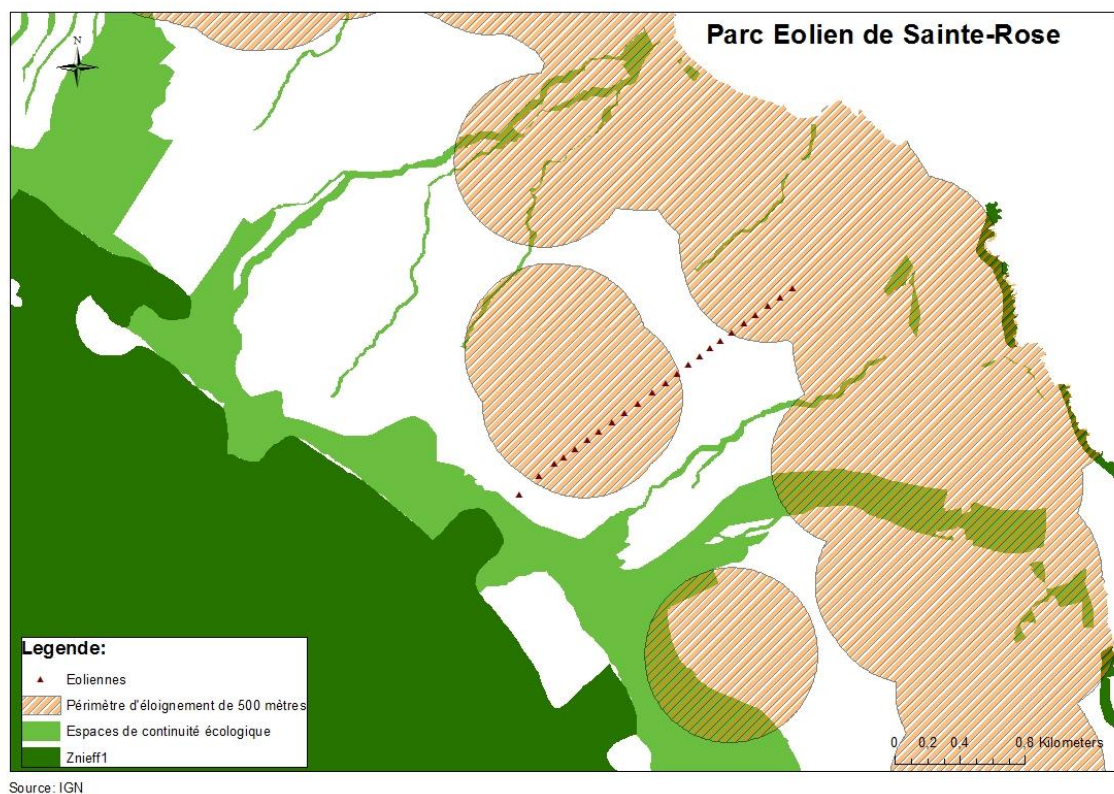 Parc Eolien de Sainte-Rose
N
Legende:
Eoliennes
Périmètre d'éloignement de 500 mètres
Espaces de continuité écologique
Znieff1
0 0.2 0.4 0.8 Kilometers
Source: IGN